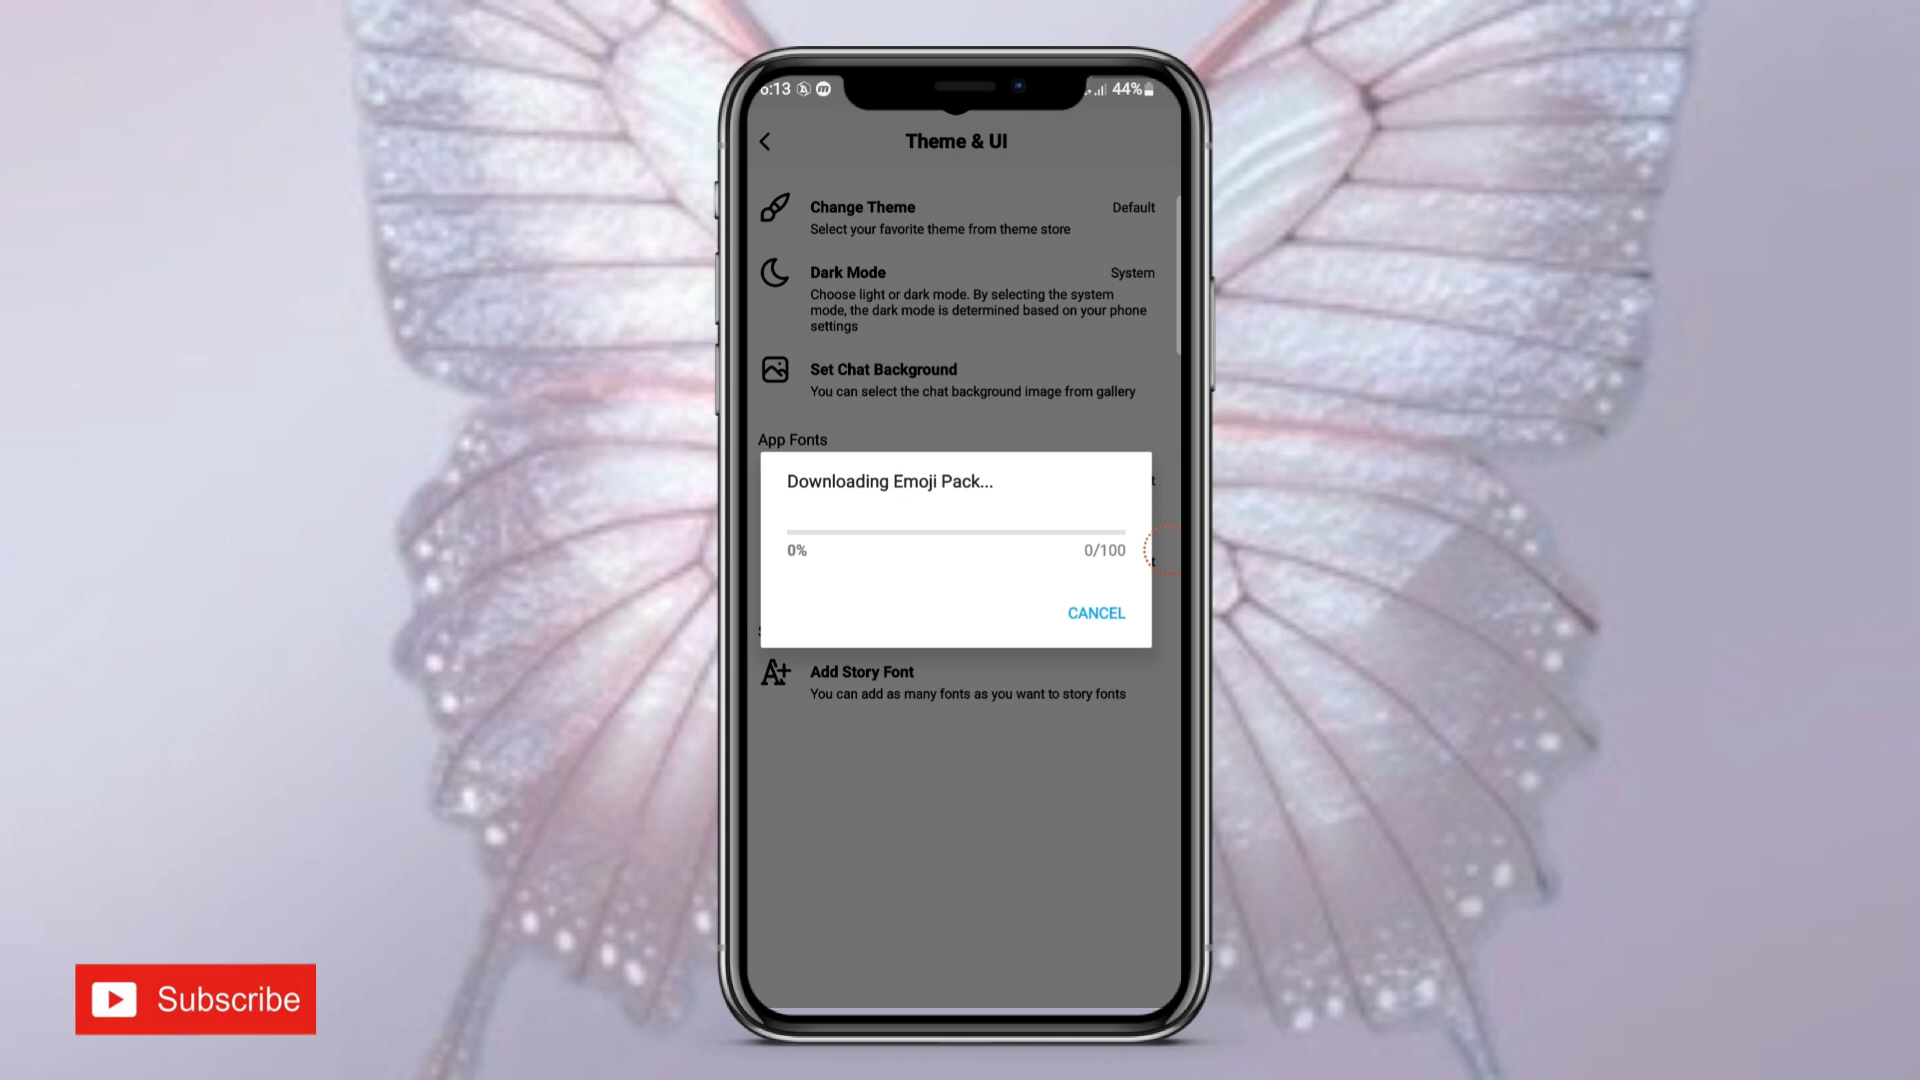 6:13 44%
Theme & UI
Change Theme Default
Select your favorite theme from theme store
Dark Mode System
Choose light or dark mode. By selecting the system
mode, the dark mode is determined based on your phone
settings
Set Chat Background
You can select the chat background image from gallery
App Fonts
Downloading Emoji Pack...
0% 0/100
CANCEL
Add Story Font
You can add as many fonts as you want to story fonts
Subscribe